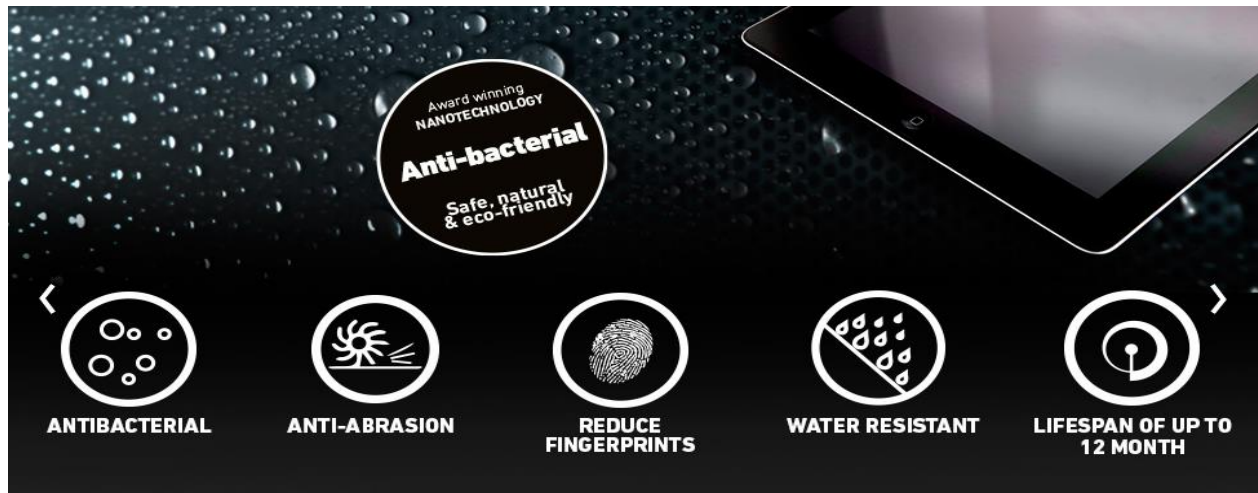 Award winning
NANOTECHNOLOGY
Anti-bacterial
Safe, natural
& eco-friendly
ANTIBACTERIAL
ANTI-ABRASION
REDUCE
FINGERPRINTS
WATER RESISTANT
LIFESPAN OF UP TO
12 MONTH